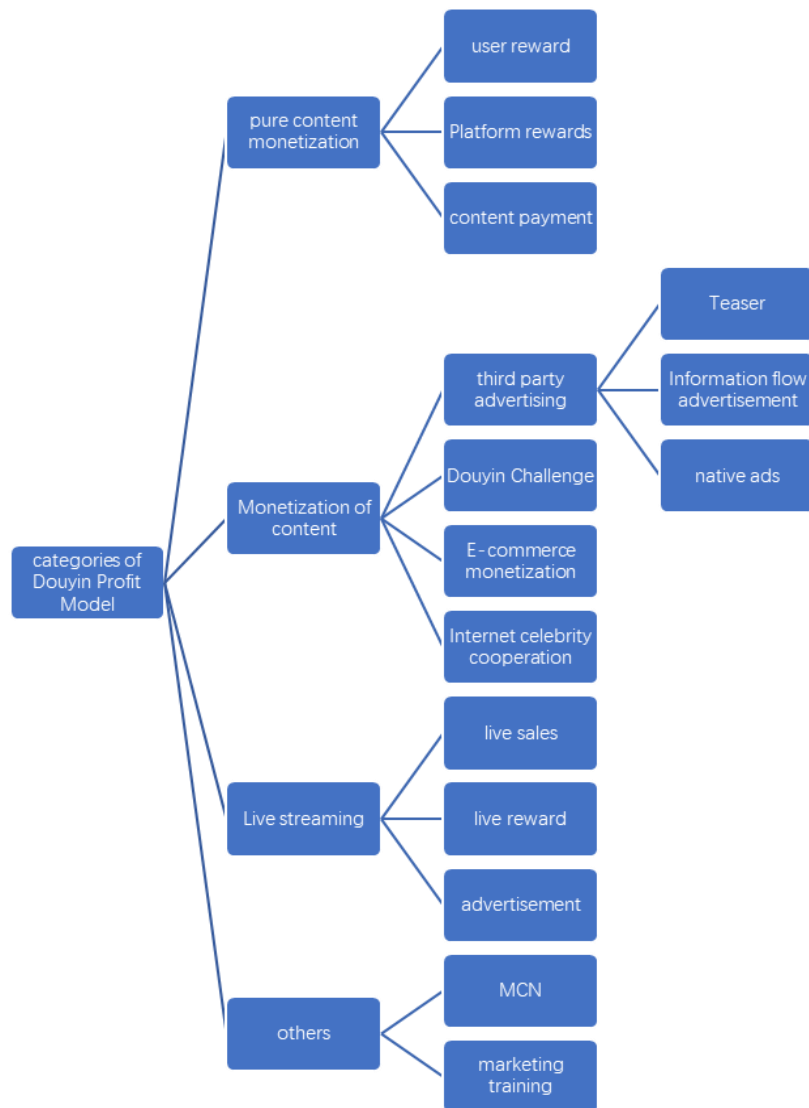 user reward
pure content
monetization
Platform rewards
content payment
Teaser
third party
advertising
Information flow
advertisement
native ads
Monetization of
content
Douyin Challenge
E-commerce
monetization
Internet celebrity
cooperation
categories of
Douyin Profit
Model
live sales
Live streaming
live reward
advertisement
others
MCN
marketing
training